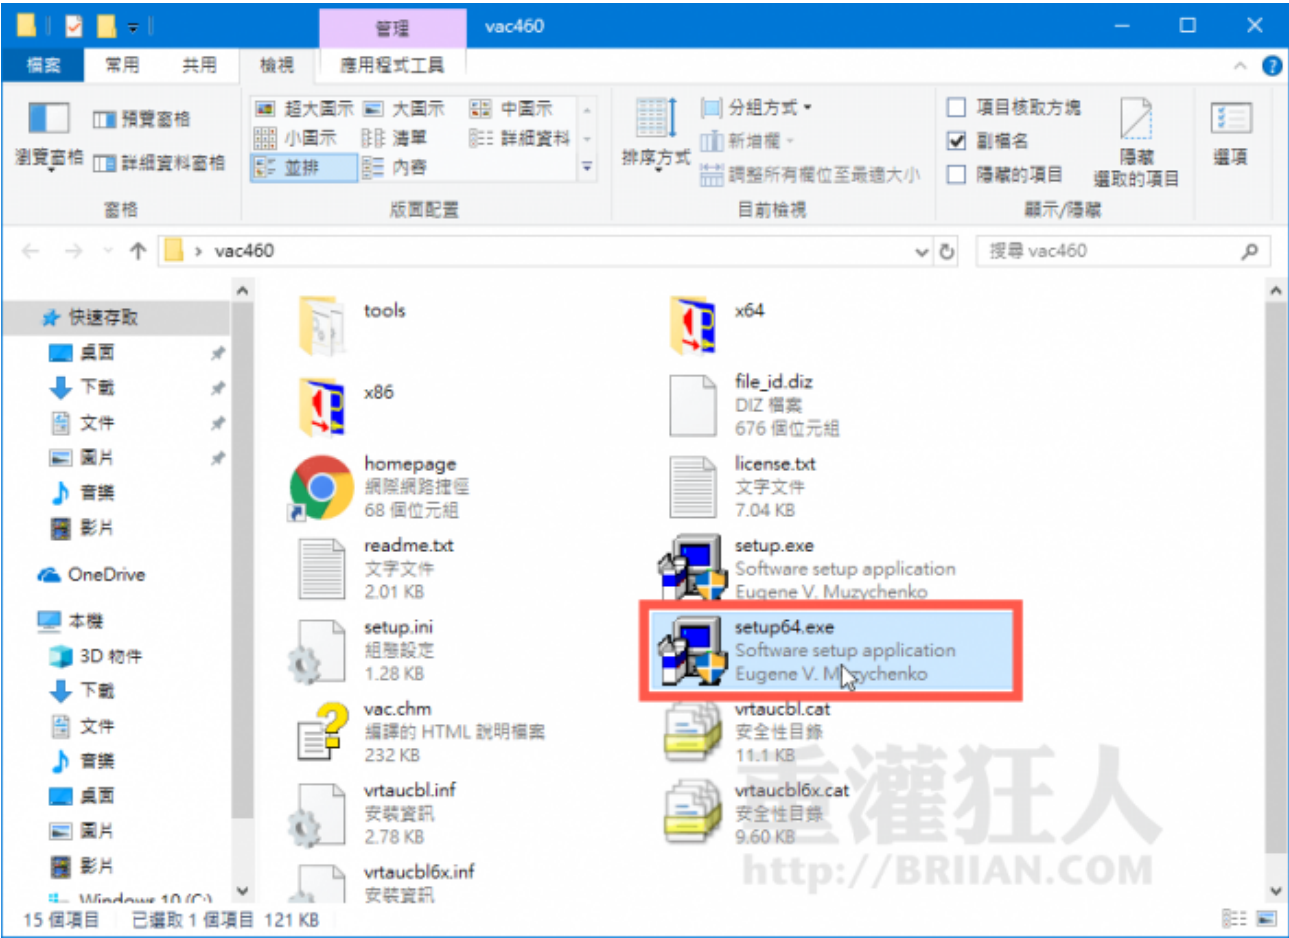 管理
vac460
檔案
常用
共用
檢視
應用程式工具
瀏覽窗格
預覽窗格
詳細資料窗格
窗格
超大圖示
大圖示
中圖示
小圖示
清單
詳細資料
並排
內容
版面配置
排序方式
分組方式
新增欄
調整所有欄位至最適大小
目前檢視
項目核取方塊
副檔名
隱藏的項目
隱藏
選取的項目
顯示/隱藏
選項
vac460
搜尋 vac460
快速存取
桌面
下載
文件
圖片
音樂
影片
OneDrive
本機
3D 物件
下載
文件
音樂
桌面
圖片
影片
Windows 10 (C:)
tools
x64
x86
file_id.diz
DIZ 檔案
676 個位元組
homepage
網際網路捷徑
68 個位元組
license.txt
文字文件
7.04 KB
readme.txt
文字文件
2.01 KB
setup.exe
Software setup application
Eugene V. Muzychenko
setup.ini
組態設定
1.28 KB
setup64.exe
Software setup application
Eugene V. Muzychenko
vac.chm
編譯的 HTML 說明檔案
232 KB
vrtaucbl.cat
安全性目錄
11.1 KB
vrtaucbl.inf
安裝資訊
2.78 KB
vrtaucbl6x.cat
安全性目錄
9.60 KB
vrtaucbl6x.inf
安裝資訊
重灌狂人
http://BRIIAN.COM
15 個項目
已選取 1 個項目 121 KB